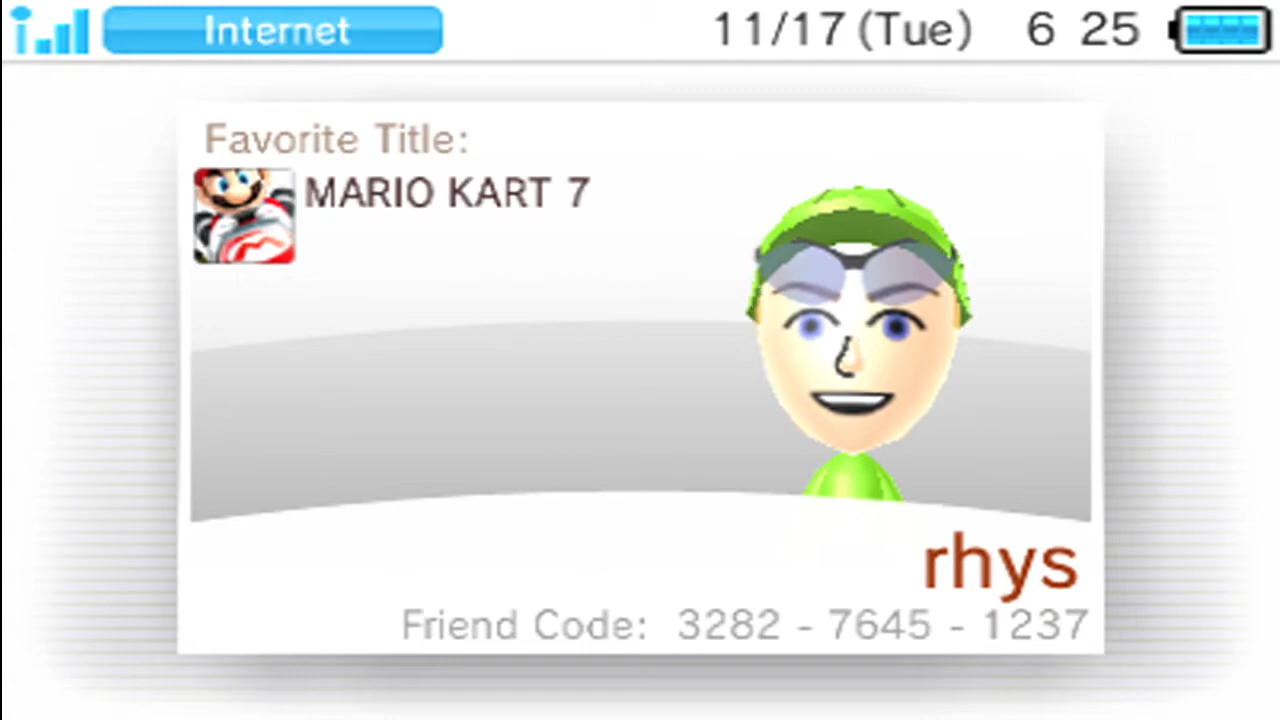 Internet
11/17 (Tue) 6 25
Favorite Title:
MARIO KART 7
rhys
Friend Code: 3282 - 7645 - 1237